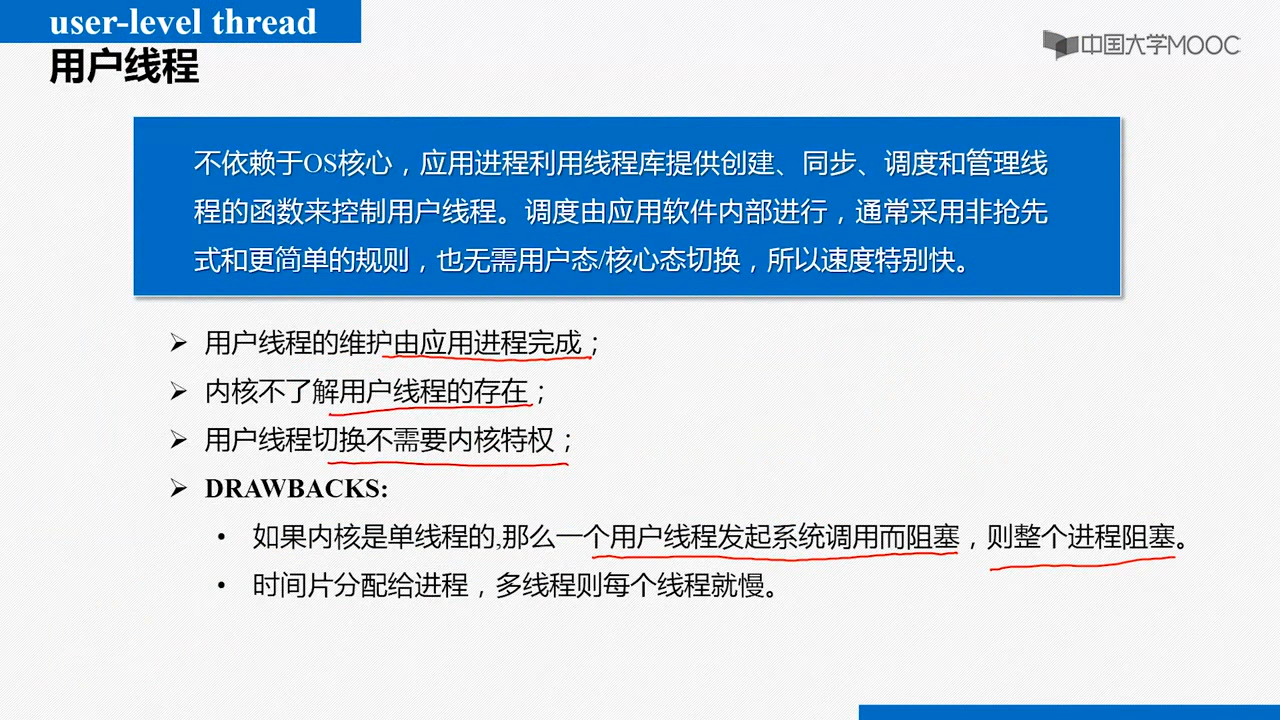 user-level thread
用户线程
中国大学MOOC
不依赖于OS核心，应用进程利用线程库提供创建、同步、调度和管理线
程的函数来控制用户线程。调度由应用软件内部进行，通常采用非抢先
式和更简单的规则，也无需用户态/核心态切换，所以速度特别快。
➢ 用户线程的维护由应用进程完成；
➢ 内核不了解用户线程的存在；
➢ 用户线程切换不需要内核特权；
➢ DRAWBACKS:
• 如果内核是单线程的,那么一个用户线程发起系统调用而阻塞，则整个进程阻塞。
• 时间片分配给进程，多线程则每个线程就慢。